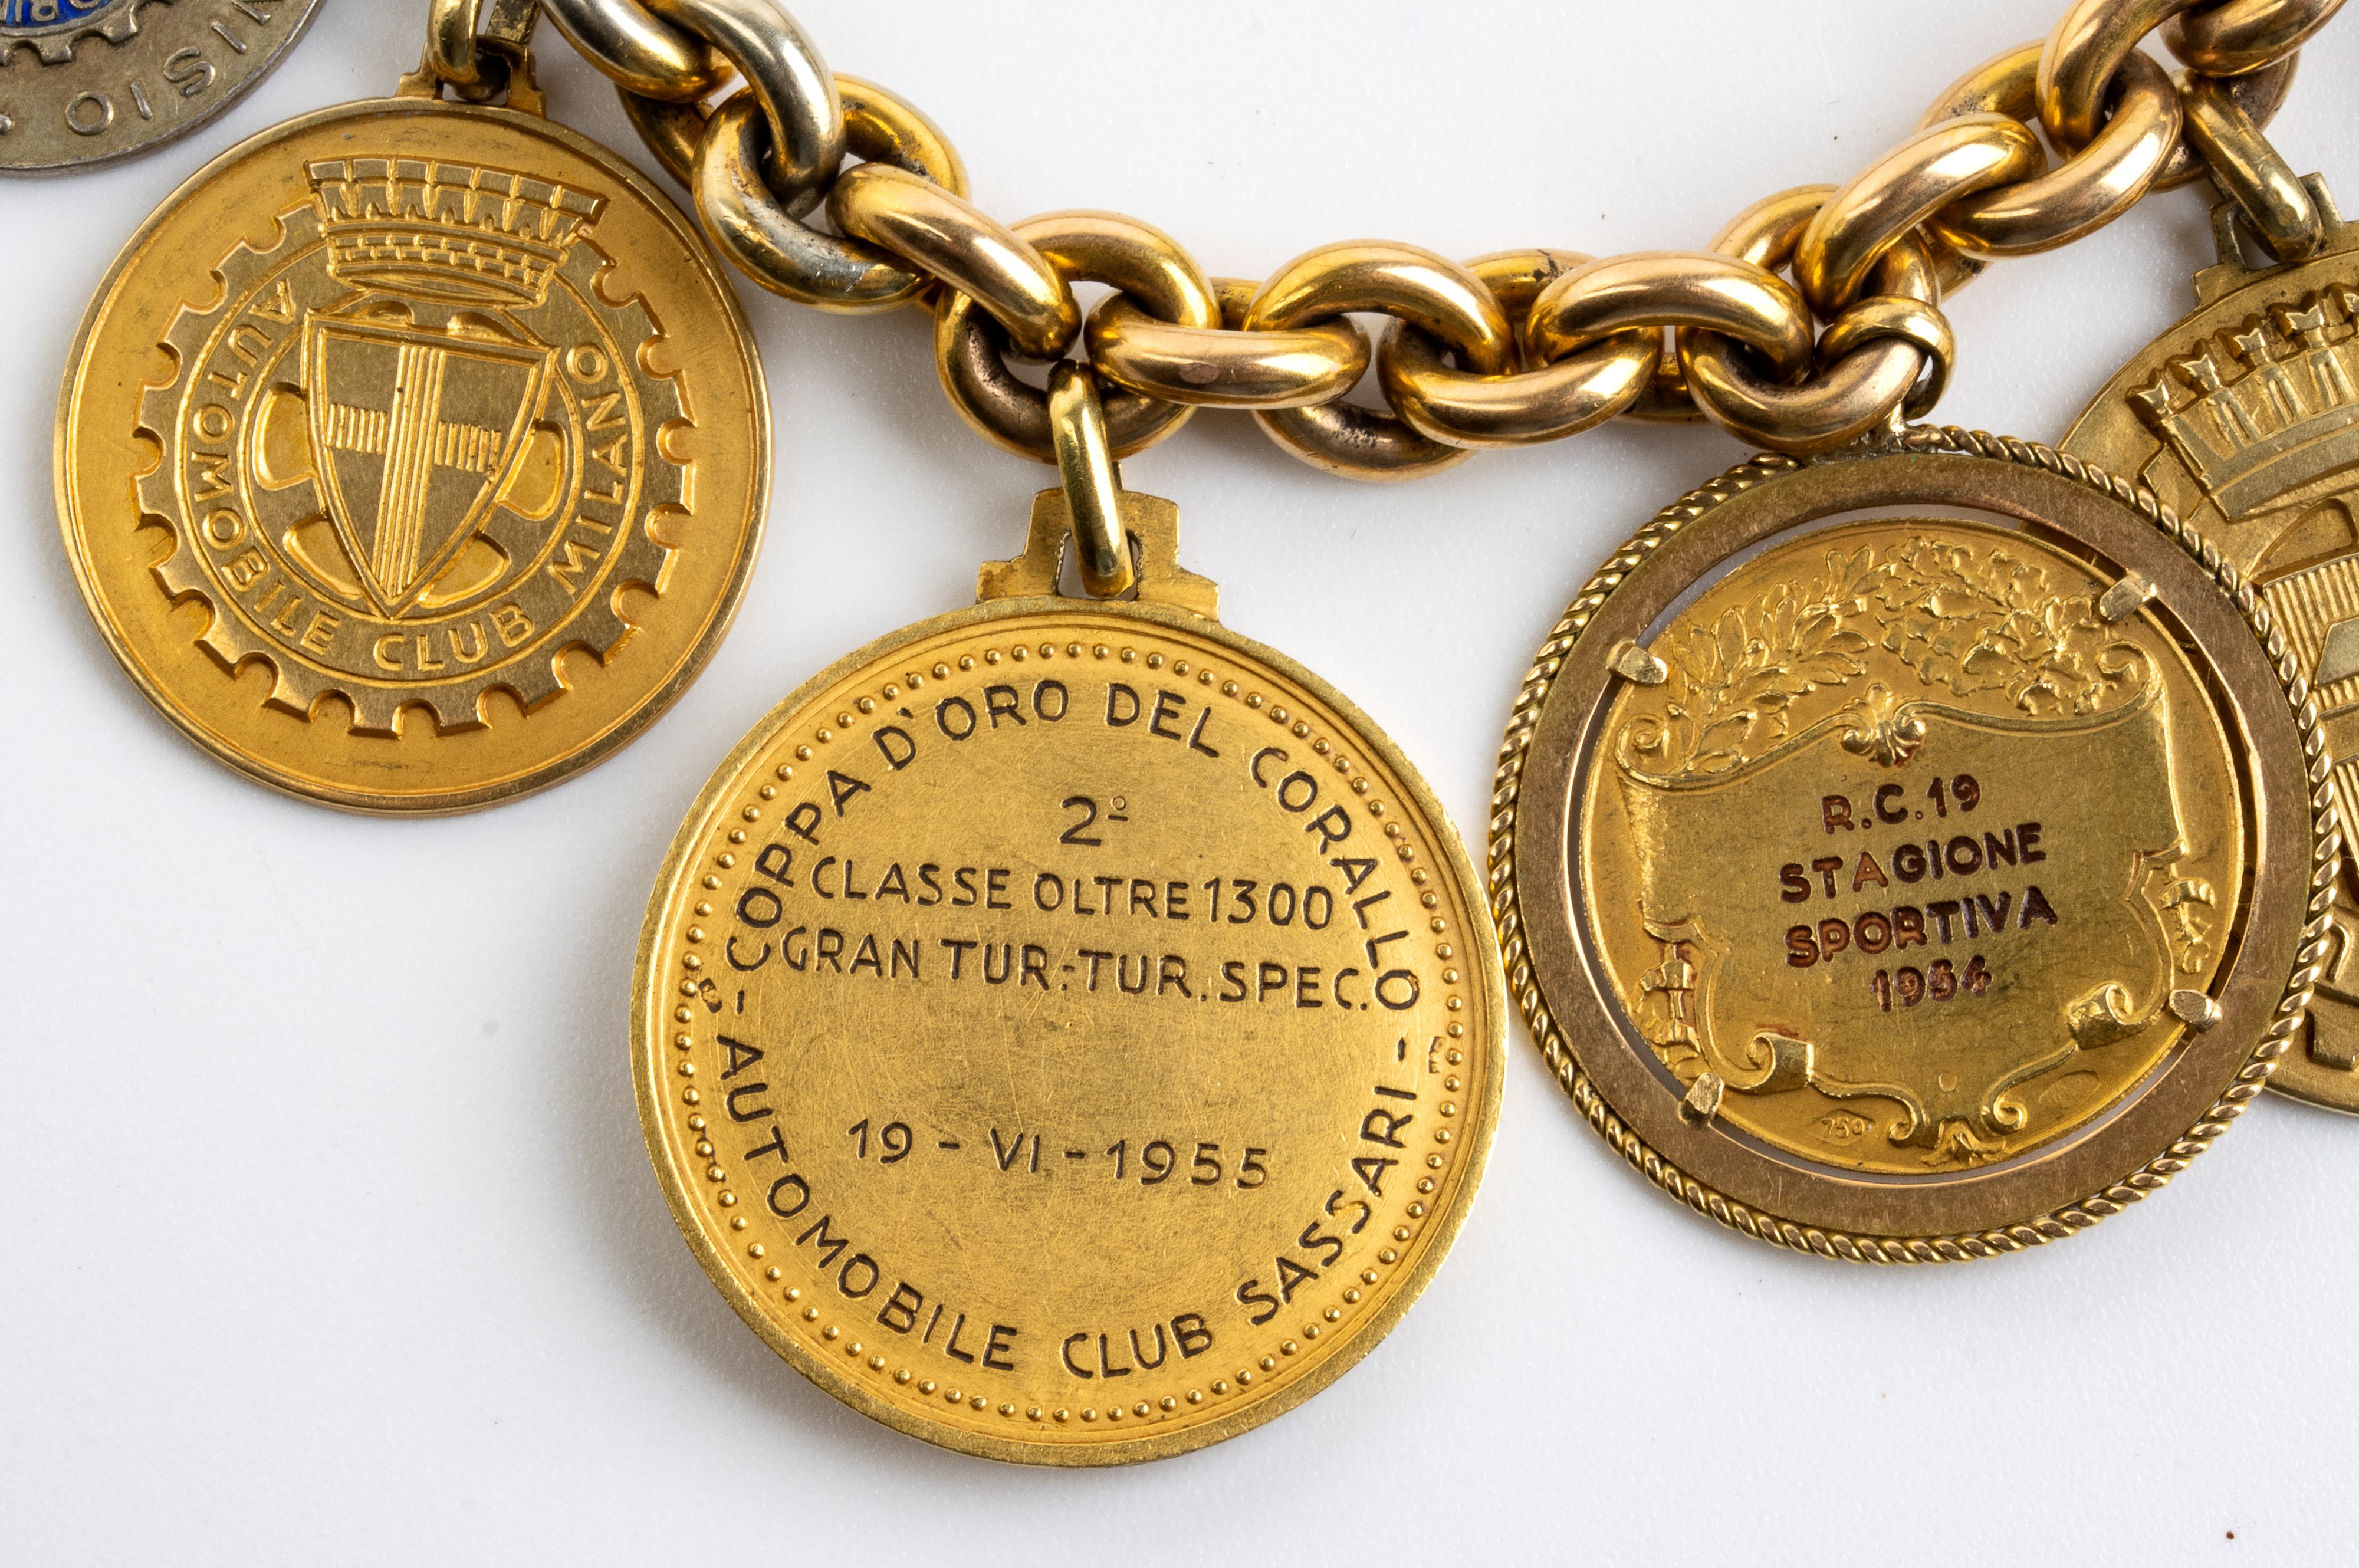 AUTOMOBILE CLUB MILANO
COPPA D'ORO DEL CORALLO
2º
CLASSE OLTRE 1300
GRAN TUR:-TUR. SPEC.
19 - VI - 1955
- AUTOMOBILE CLUB SASSARI -
R.C.19
STAGIONE
SPORTIVA
1954
750